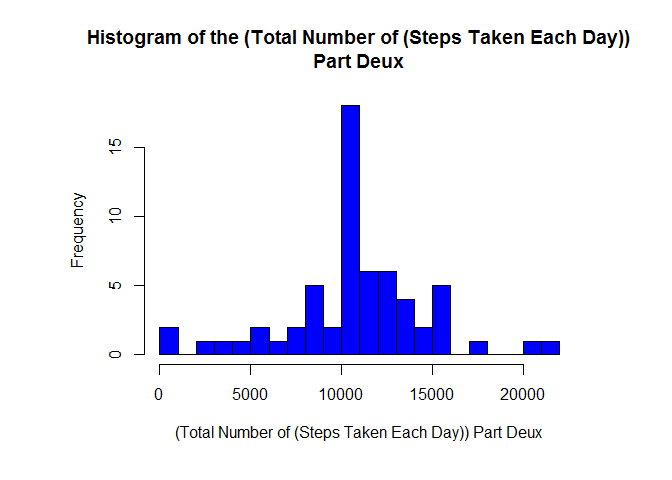 Histogram of the (Total Number of (Steps Taken Each Day))
Part Deux
Frequency
15
10
5
0
0 5000 10000 15000 20000
(Total Number of (Steps Taken Each Day)) Part Deux